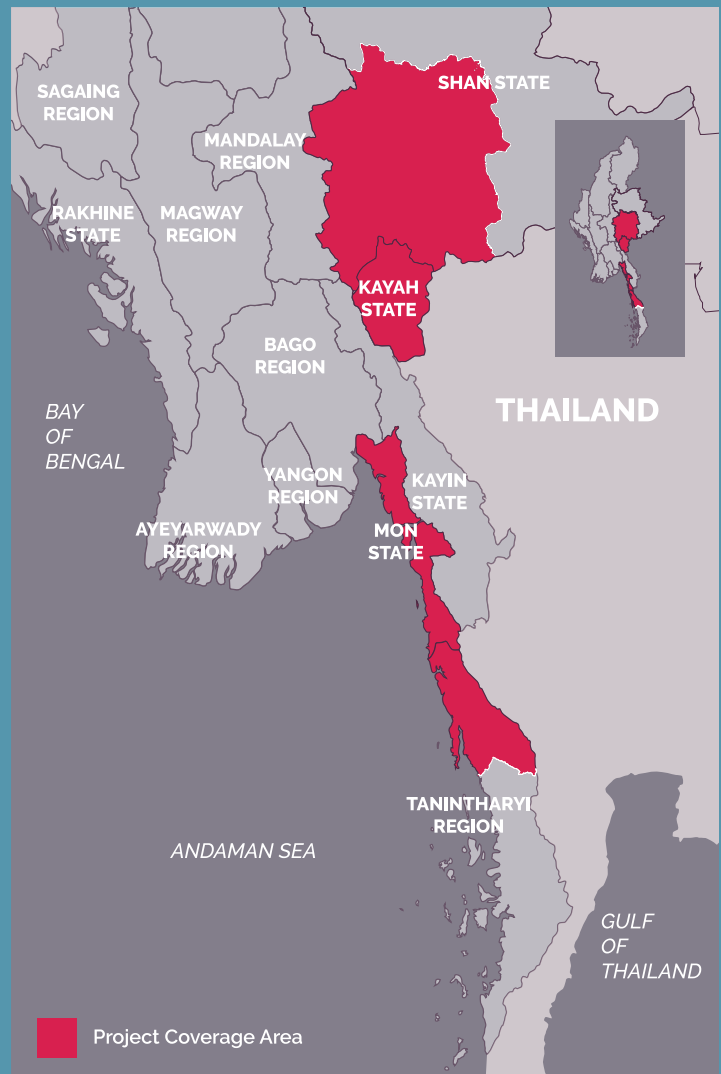 SHAN STATE
SAGAING
REGION
MANDALAY
REGION
RAKHINE
STATE
MAGWAY
REGION
KAYAH
STATE
BAGO
REGION
THAILAND
BAY
OF
BENGAL
YANGON
REGION
KAYIN
STATE
AYEYARWADY
REGION
MON
STATE
TANINTHARYI
REGION
ANDAMAN SEA
GULF
OF
THAILAND
Project Coverage Area